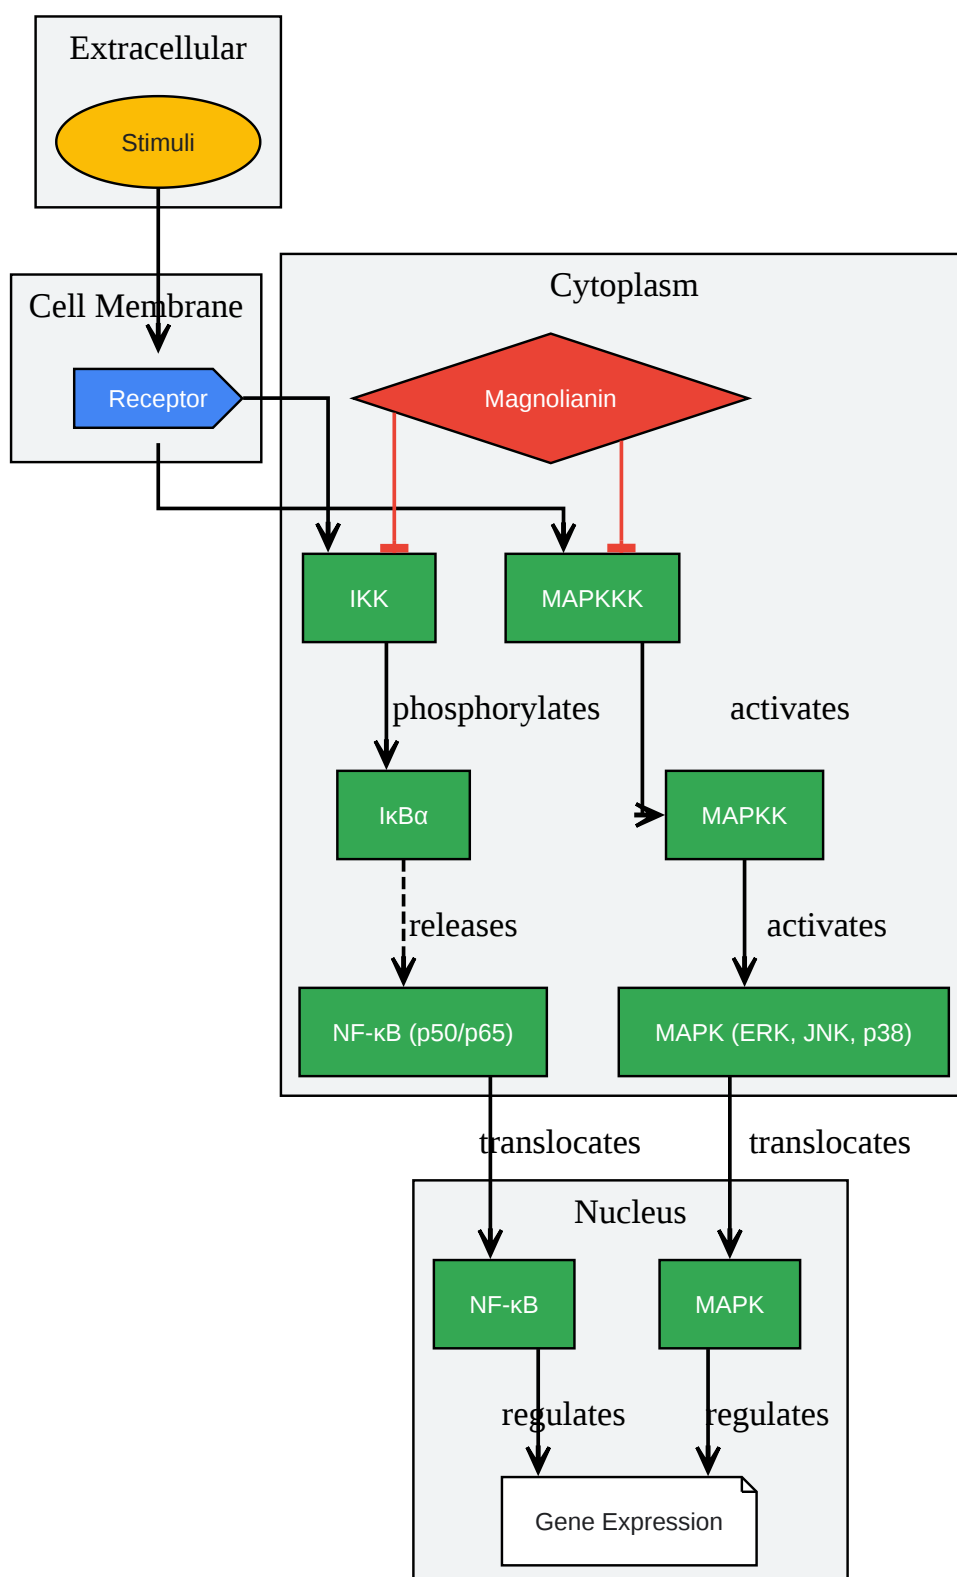 Extracellular
Stimuli
Cell Membrane
Receptor
Cytoplasm
Magnolianin
IKK
MAPKKK
phosphorylates
activates
IκBα
MAPKK
releases
activates
NF-κB (p50/p65)
MAPK (ERK, JNK, p38)
translocates
translocates
Nucleus
NF-κB
MAPK
regulates
regulates
Gene Expression